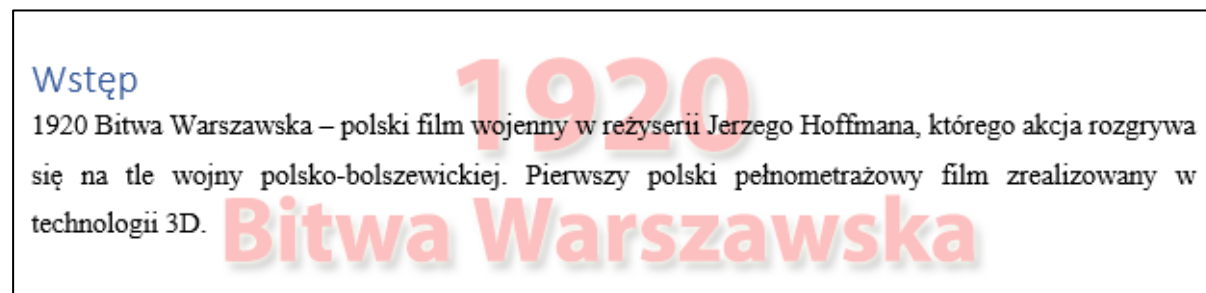 Wstęp
1920
1920 Bitwa Warszawska – polski film wojenny w reżyserii Jerzego Hoffmana, którego akcja rozgrywa
się na tle wojny polsko-bolszewickiej. Pierwszy polski pełnometrażowy film zrealizowany w
technologii 3D.
Bitwa Warszawska